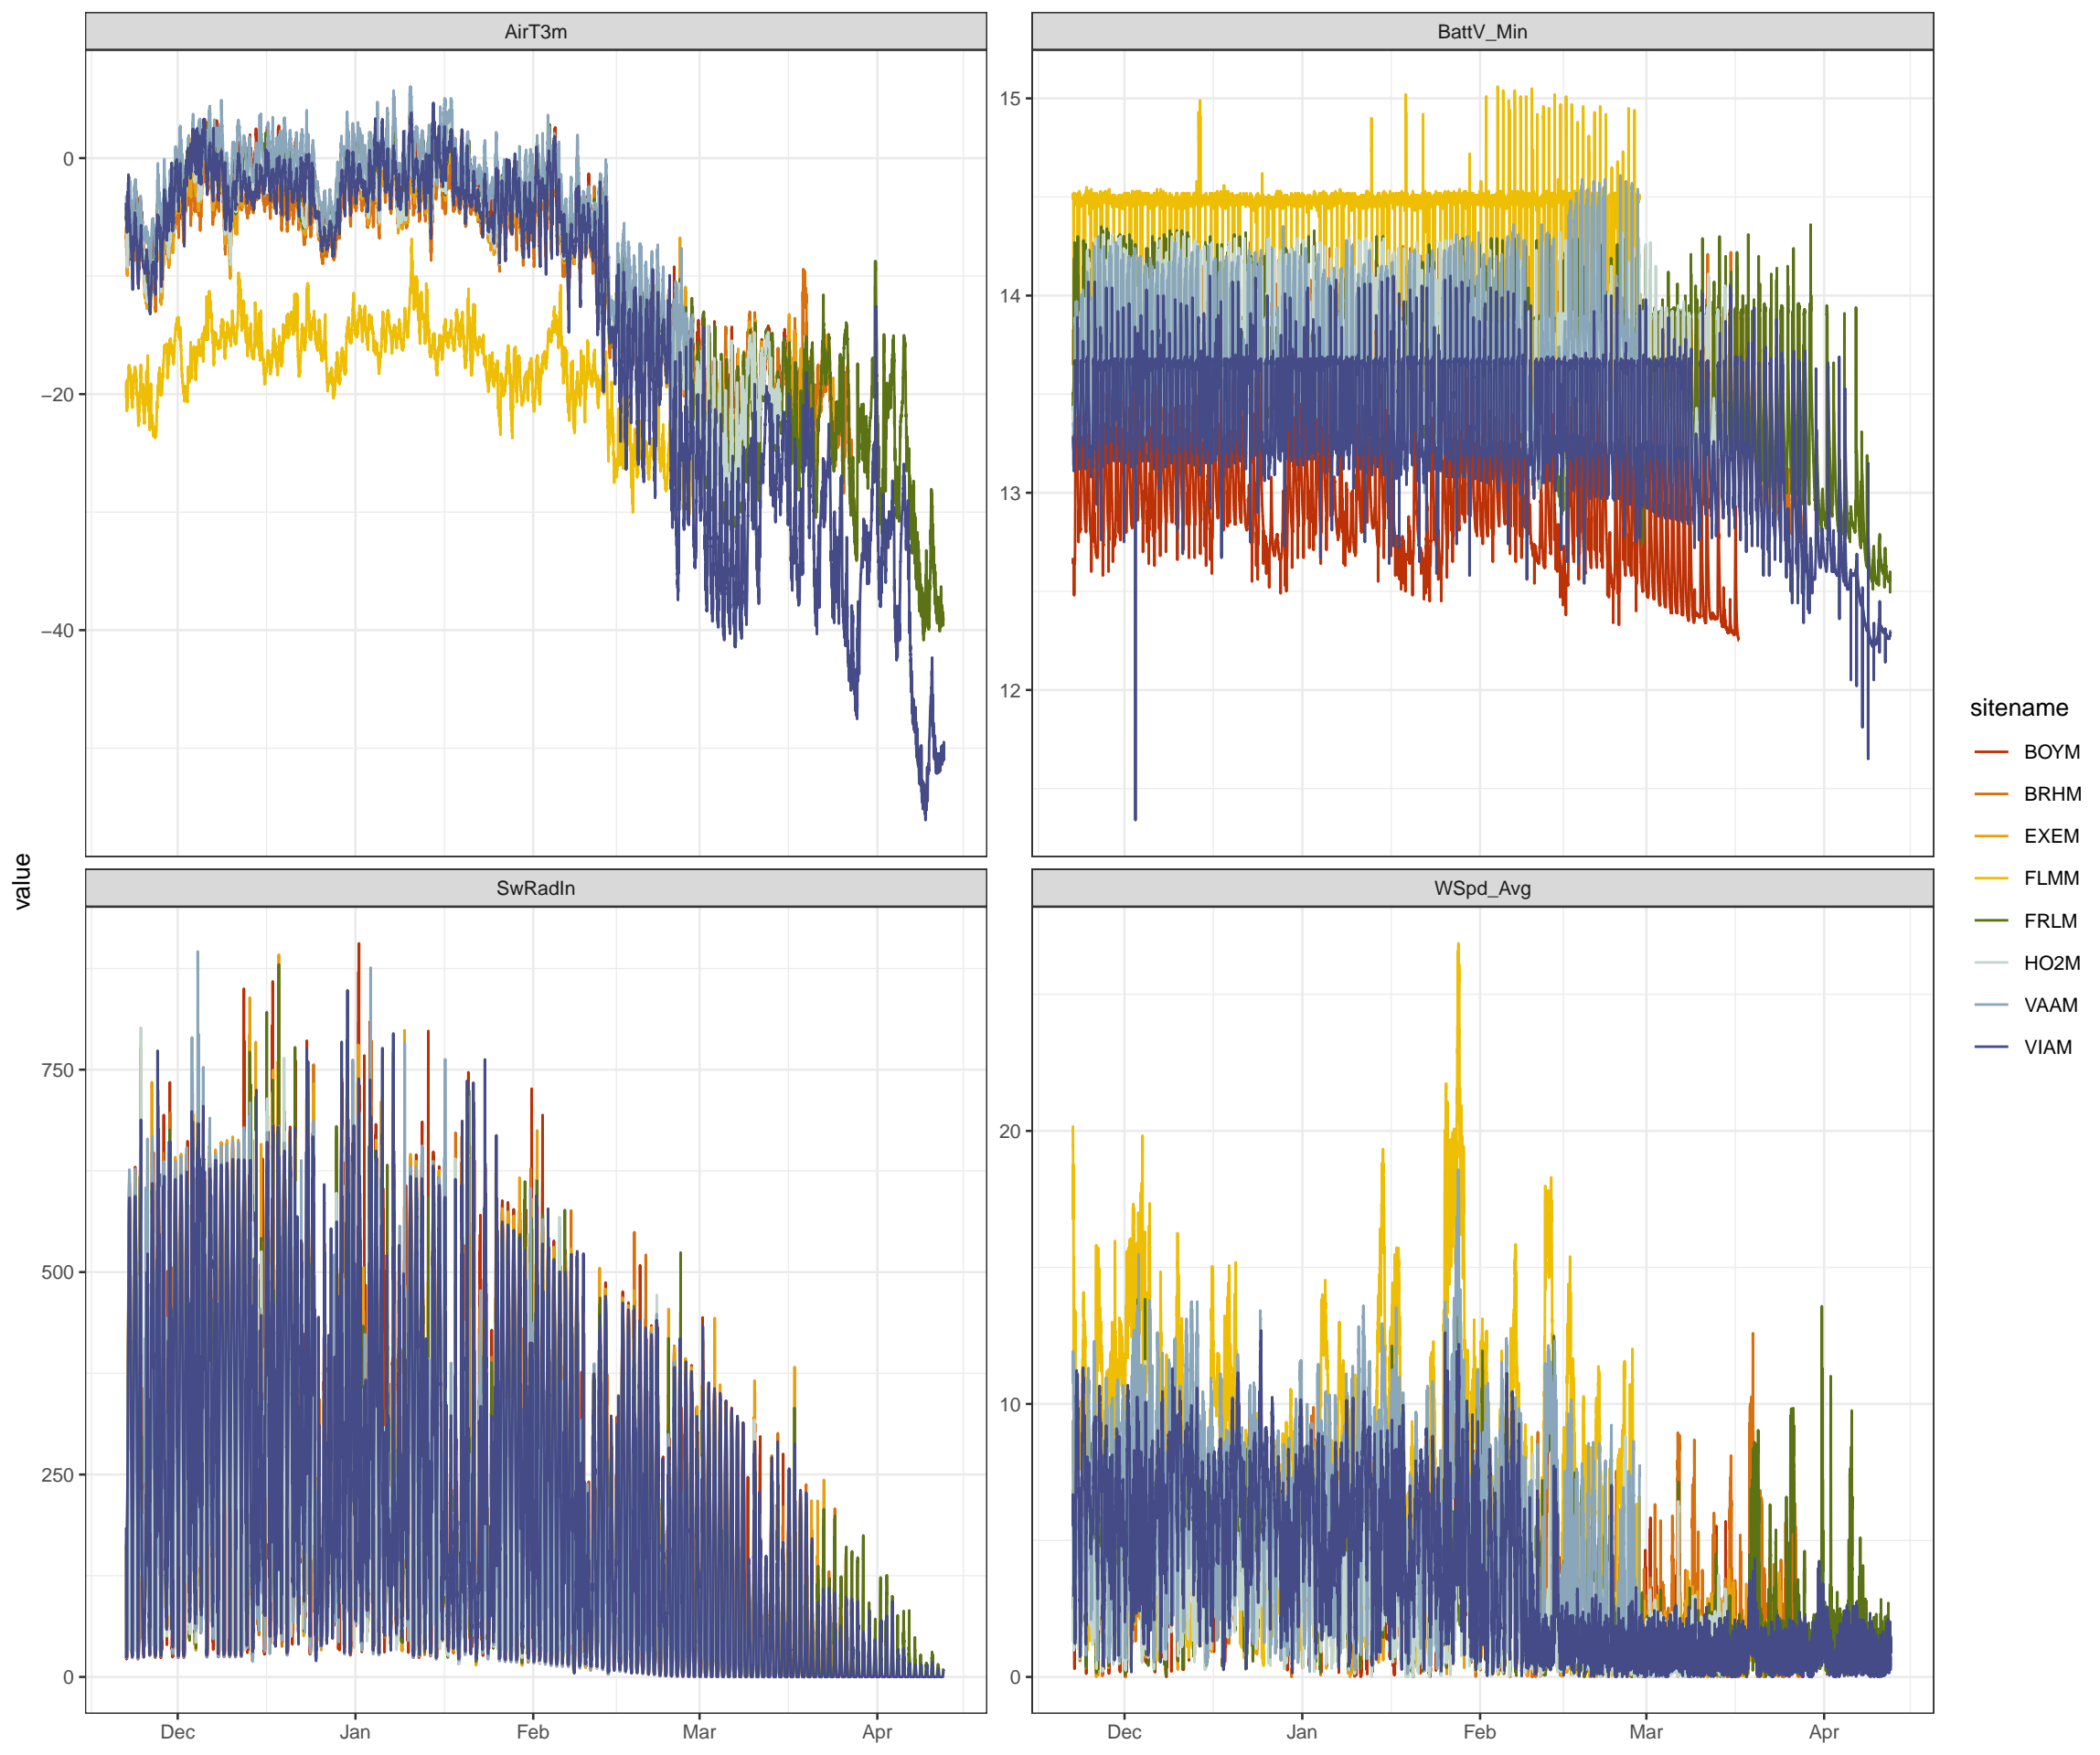 AirT3m
BattV_Min
0
−20
−40
15
14
13
12
SwRadIn
WSpd_Avg
value
750
500
250
0
20
10
0
Dec Jan Feb Mar Apr
Dec Jan Feb Mar Apr
sitename
BOYM
BRHM
EXEM
FLMM
FRLM
HO2M
VAAM
VIAM